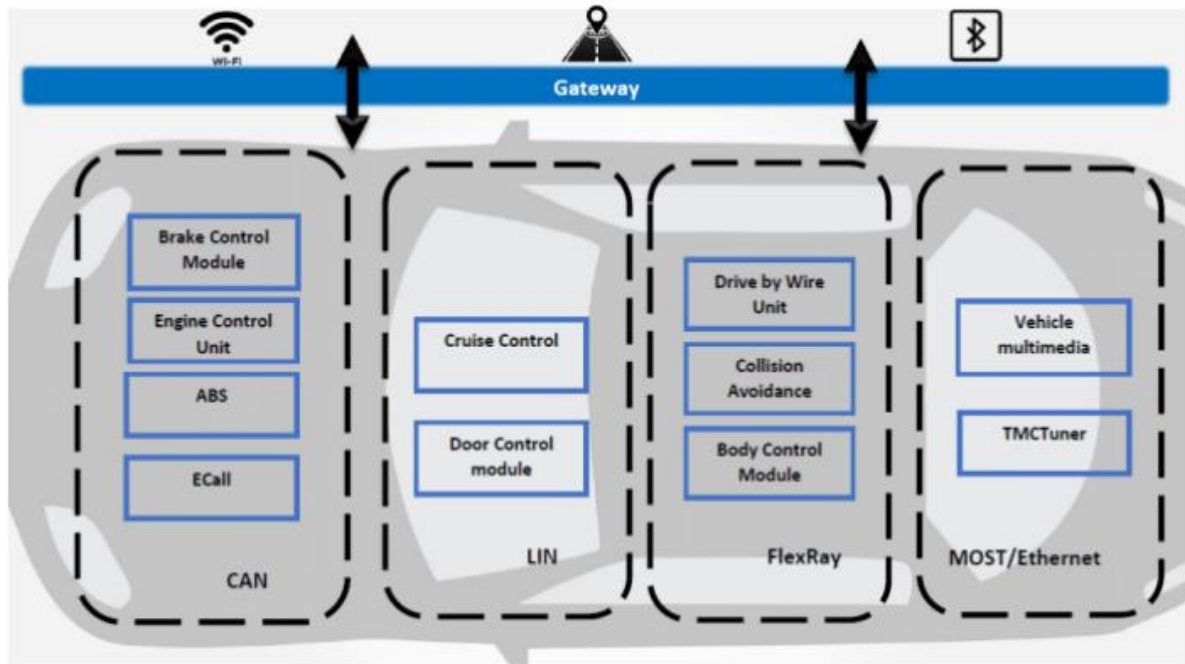 Wi-Fi
Gateway
Brake Control
Module
Engine Control
Unit
ABS
ECall
CAN
Cruise Control
Door Control
module
LIN
Drive by Wire
Unit
Collision
Avoidance
Body Control
Module
FlexRay
Vehicle
multimedia
TMCTuner
MOST/Ethernet